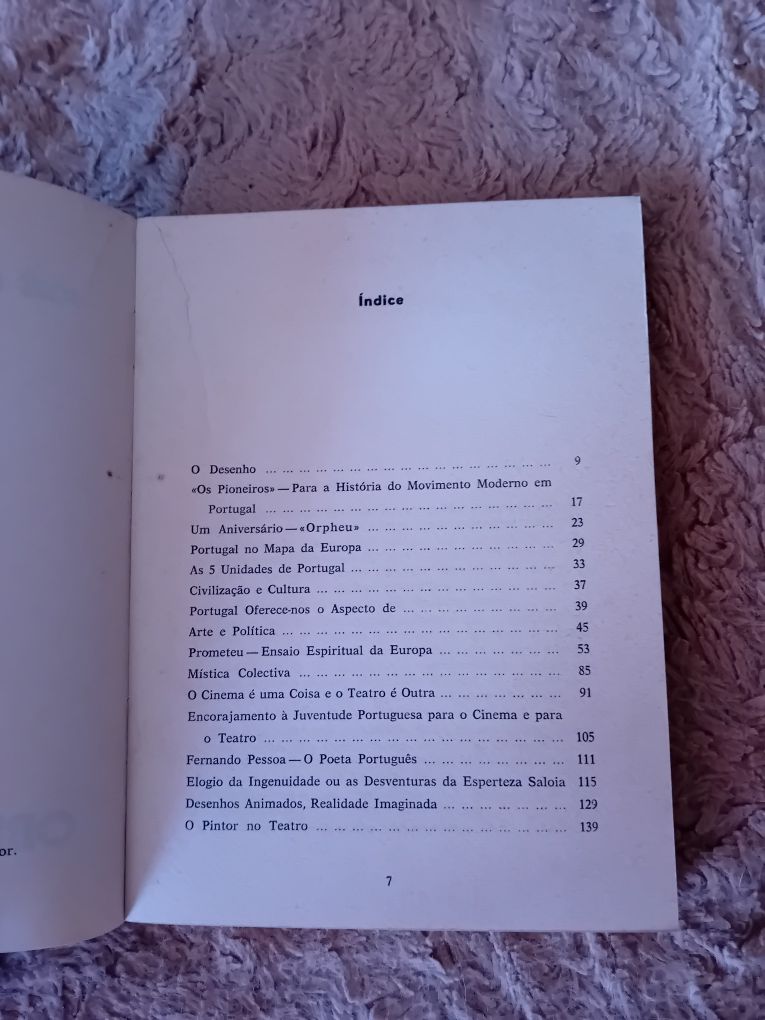 Índice
O Desenho ... ... ... ... ... ... ... ... ... ... ... ... ... ... ... ... ... 9
«Os Pioneiros» — Para a História do Movimento Moderno em
Portugal ... ... ... ... ... ... ... ... ... ... ... ... ... ... ... ... ... 17
Um Aniversário — «Orpheu» ... ... ... ... ... ... ... ... ... ... ... 23
Portugal no Mapa da Europa ... ... ... ... ... ... ... ... ... ... ... 29
As 5 Unidades de Portugal ... ... ... ... ... ... ... ... ... ... ... ... 33
Civilização e Cultura ... ... ... ... ... ... ... ... ... ... ... ... ... ... 37
Portugal Oferece-nos o Aspecto de ... ... ... ... ... ... ... ... ... 39
Arte e Política ... ... ... ... ... ... ... ... ... ... ... ... ... ... ... ... 45
Prometeu — Ensaio Espiritual da Europa ... ... ... ... ... ... ... 53
Mística Colectiva ... ... ... ... ... ... ... ... ... ... ... ... ... ... ... 85
O Cinema é uma Coisa e o Teatro é Outra ... ... ... ... ... ... ... 91
Encorajamento à Juventude Portuguesa para o Cinema e para
o Teatro ... ... ... ... ... ... ... ... ... ... ... ... ... ... ... ... ... ... 105
Fernando Pessoa — O Poeta Português ... ... ... ... ... ... ... ... 111
Elogio da Ingenuidade ou as Desventuras da Esperteza Saloia 115
Desenhos Animados, Realidade Imaginada ... ... ... ... ... ... ... 129
O Pintor no Teatro ... ... ... ... ... ... ... ... ... ... ... ... ... ... ... 139
7
or.